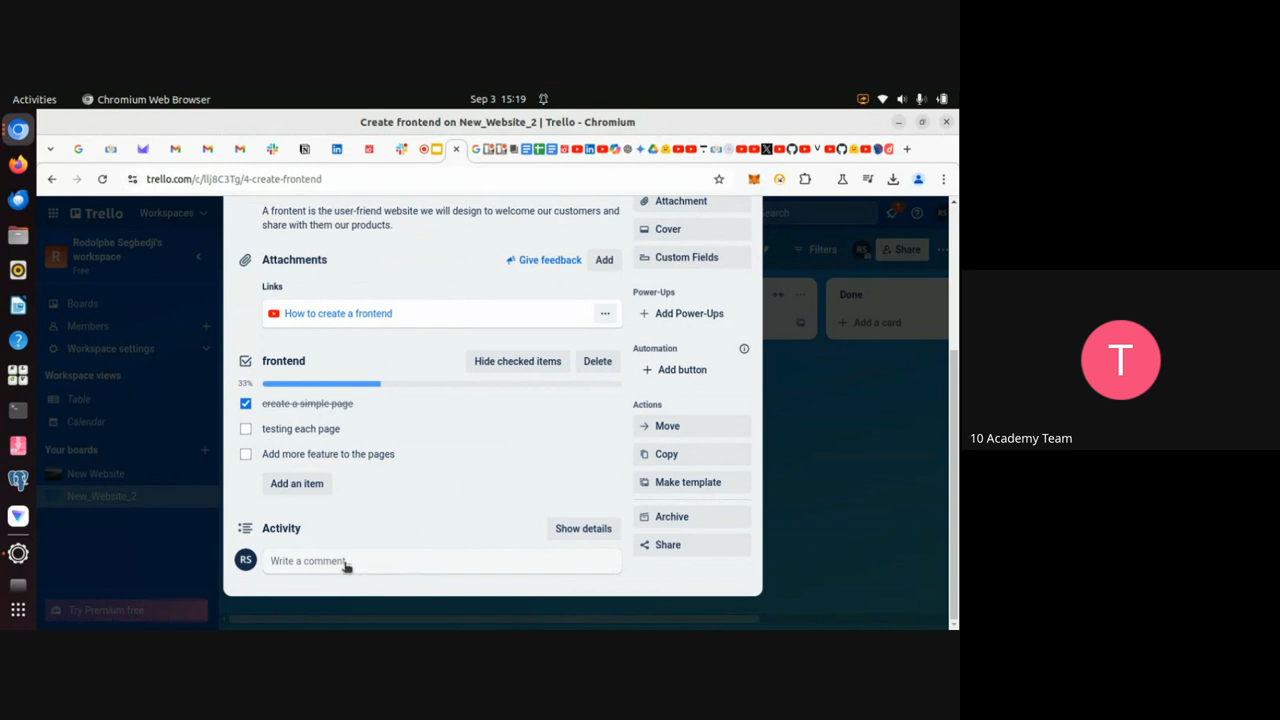 Activities
Chromium Web Browser
Sep 3 15:19
Create frontend on New_Website_2 | Trello - Chromium
trello.com/c/llj8C3Tg/4-create-frontend
Trello
Workspaces
search
RS
R
Rodolphe Segbedji's
workspace
Free
Filters
RS
Share
Boards
Members
Workspace settings
Workspace views
Table
Calendar
Your boards
New Website
New_Website_2
Try Premium free
A frontent is the user-friendly website we will design to welcome our customers and
share with them our products.
Attachments
Give feedback
Add
Links
How to create a frontend
frontend
Hide checked items
Delete
33%
create a simple page
testing each page
Add more feature to the pages
Add an item
Activity
Show details
RS
Write a comment…
Attachment
Cover
Custom Fields
Power-Ups
Add Power-Ups
Automation
Add button
Actions
Move
Copy
Make template
Archive
Share
Done
Add a card
T
10 Academy Team